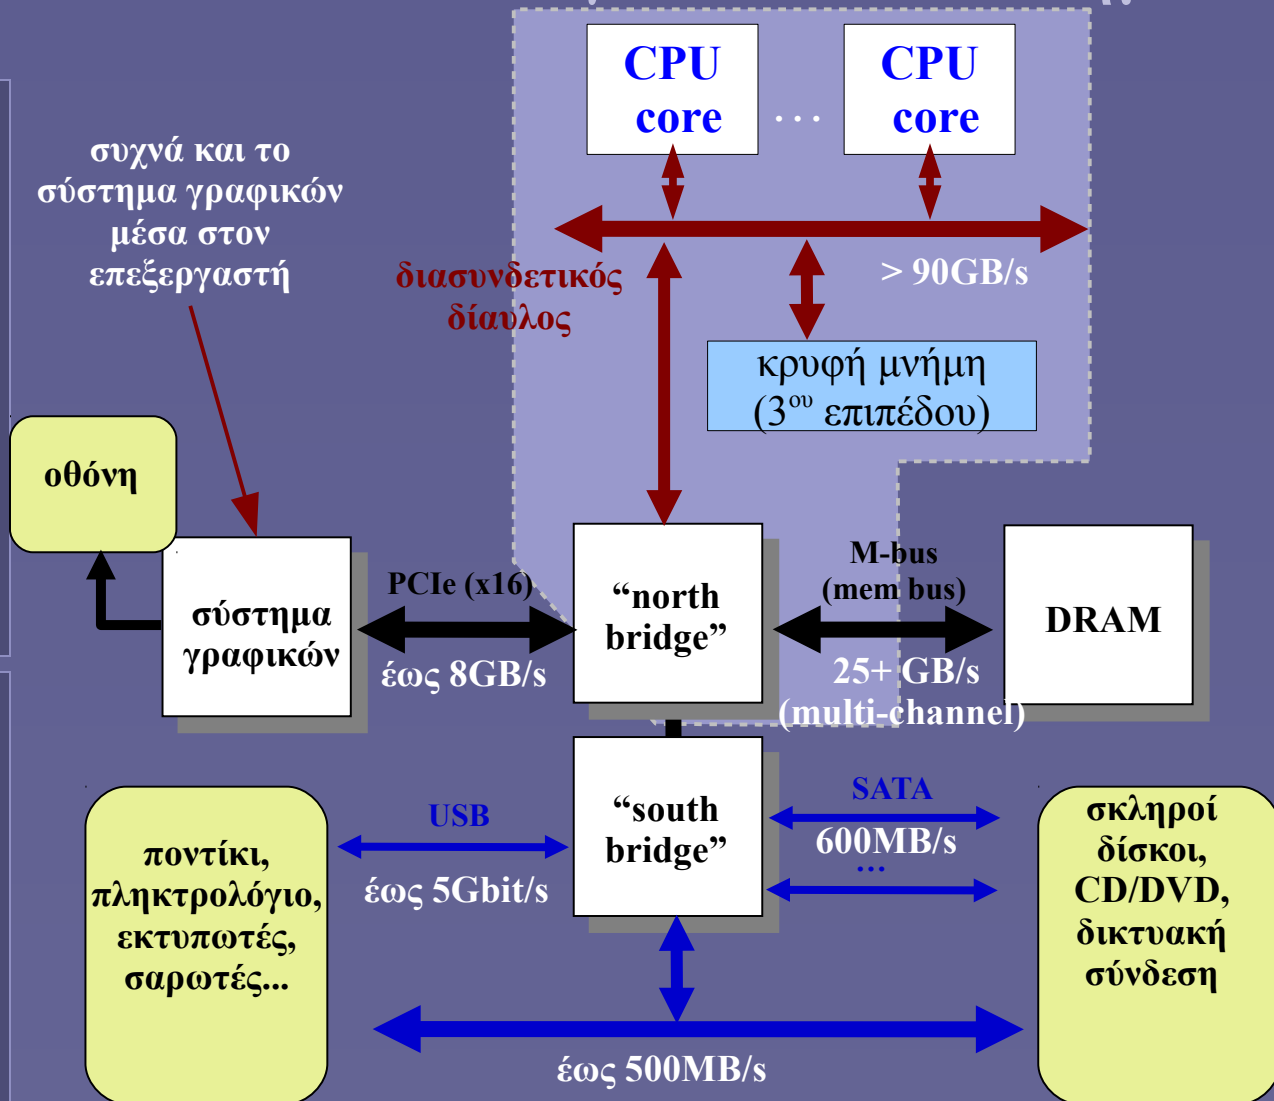 CPU
core
...
CPU
core
συχνά και το
σύστημα γραφικών
μέσα στον
επεξεργαστή
διασυνδετικός
δίαυλος
> 90GB/s
κρυφή μνήμη
(3ου επιπέδου)
οθόνη
σύστημα
γραφικών
PCIe (x16)
έως 8GB/s
“north
bridge”
M-bus
(mem bus)
25+ GB/s
(multi-channel)
DRAM
“south
bridge”
USB
έως 5Gbit/s
SATA
600MB/s
...
ποντίκι,
πληκτρολόγιο,
εκτυπωτές,
σαρωτές...
σκληροί
δίσκοι,
CD/DVD,
δικτυακή
σύνδεση
έως 500MB/s